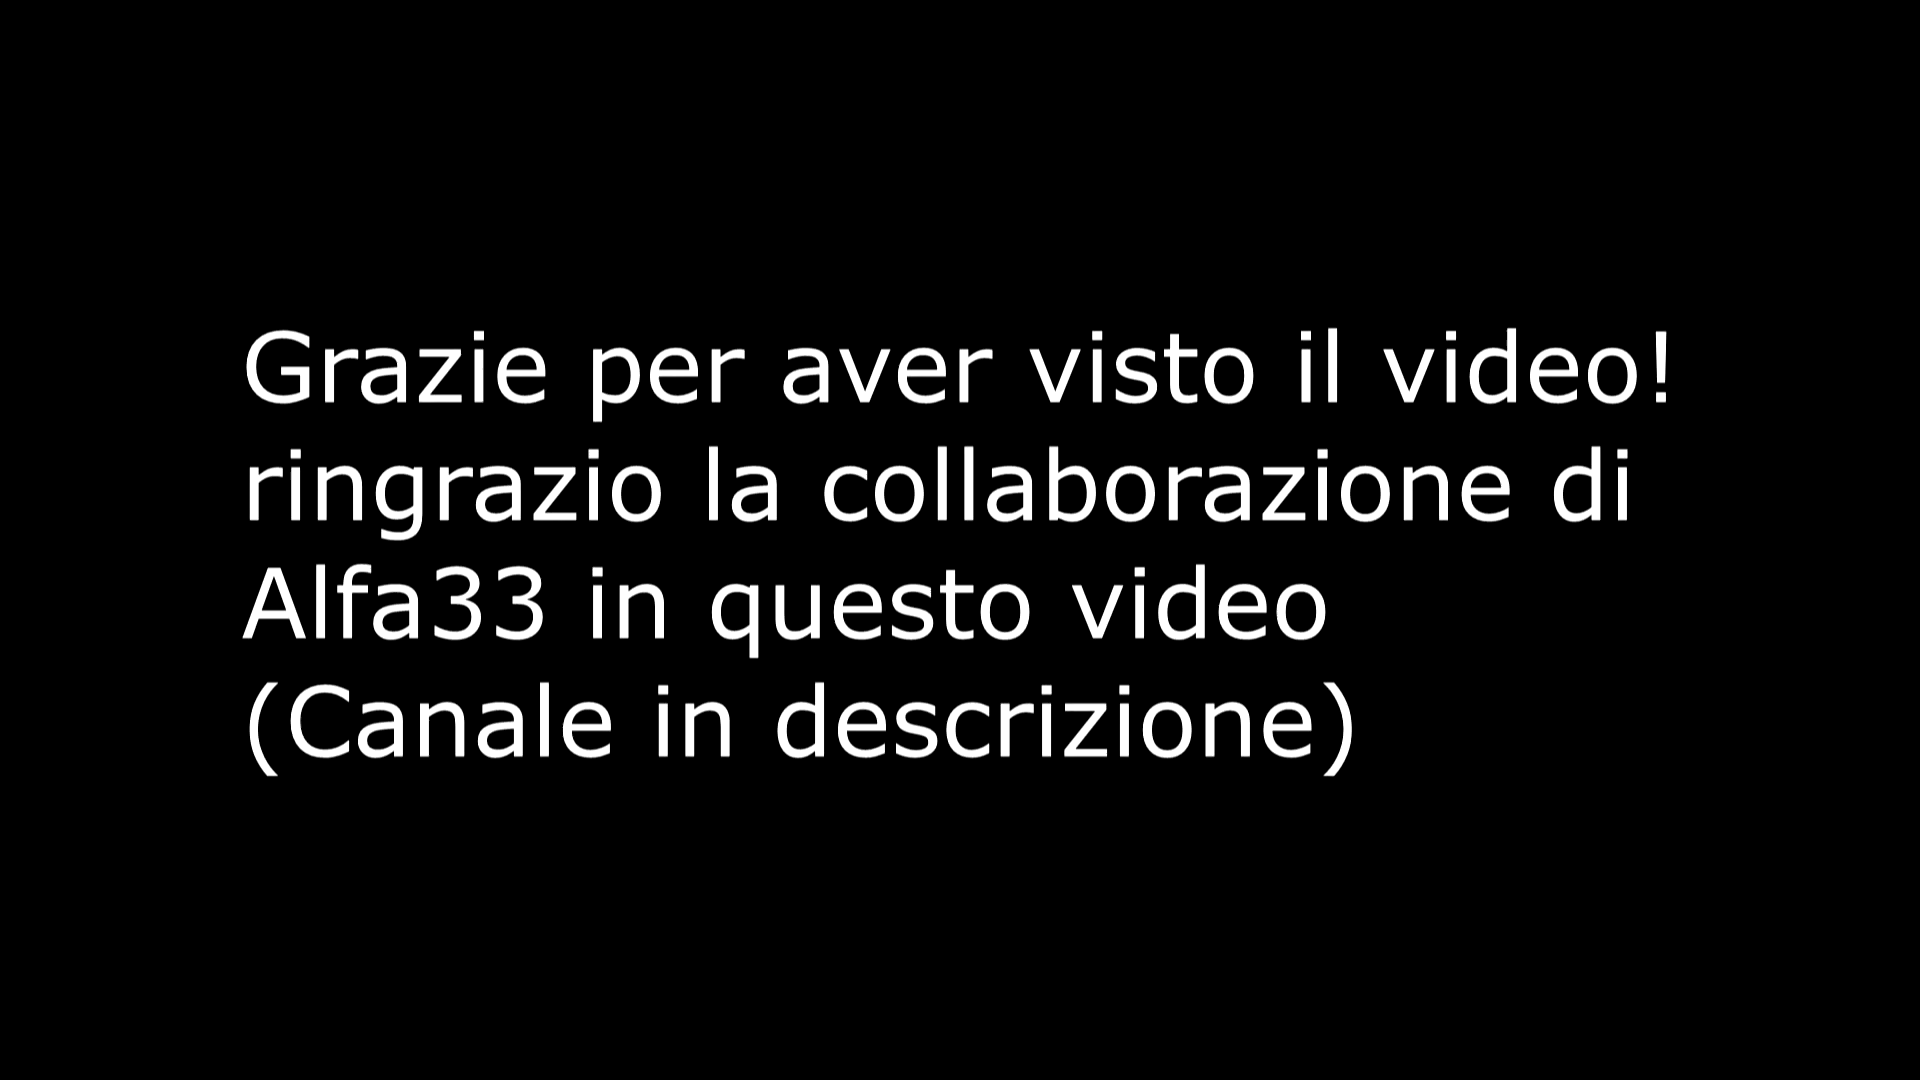 Grazie per aver visto il video!
ringrazio la collaborazione di
Alfa33 in questo video
(Canale in descrizione)